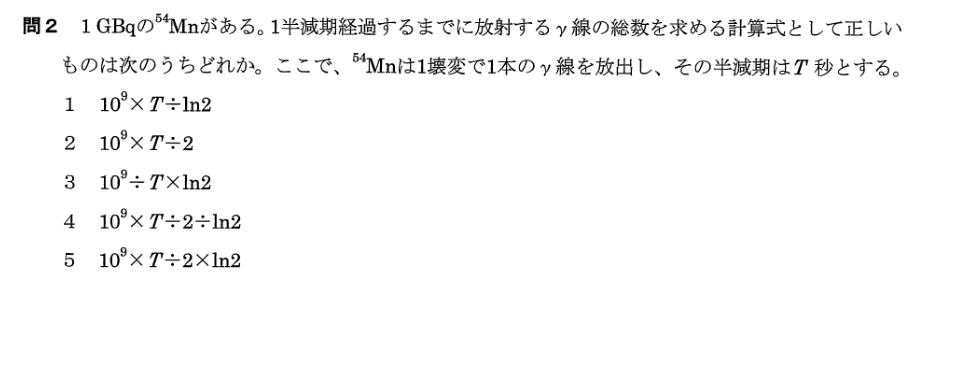 問２ 1 GBqの⁵⁴Mnがある。1半減期経過するまでに放射するγ線の総数を求める計算式として正しい
ものは次のうちどれか。ここで、⁵⁴Mnは1壊変で1本のγ線を放出し、その半減期はT 秒とする。
1 10⁹×T÷ln2
2 10⁹×T÷2
3 10⁹÷T×ln2
4 10⁹×T÷2÷ln2
5 10⁹×T÷2×ln2